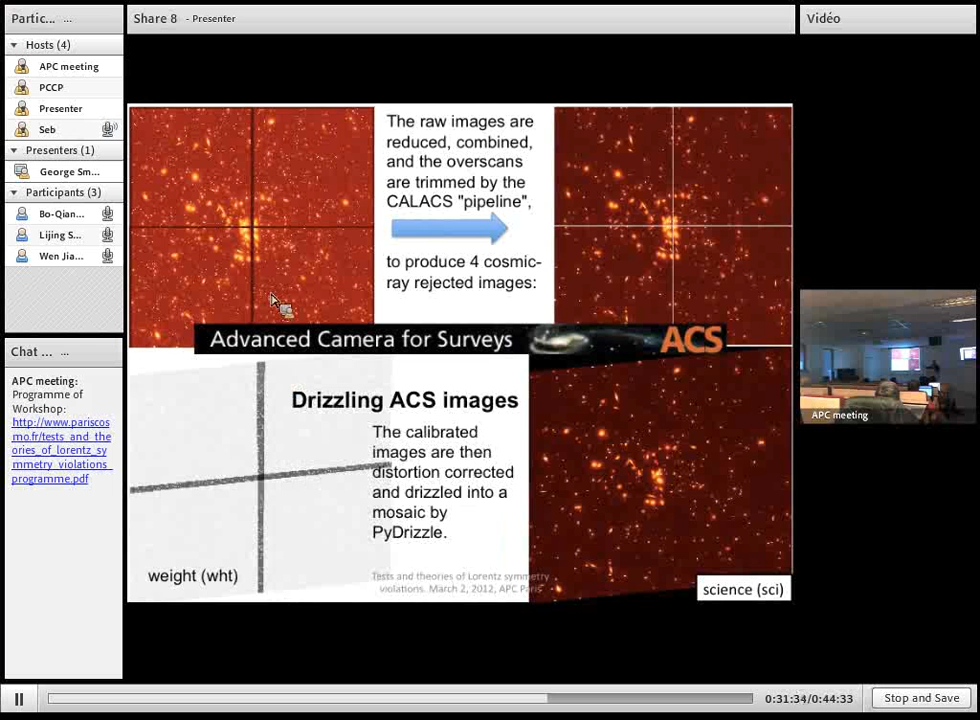 Partic... ...
Share 8 - Presenter
Vidéo
Hosts (4)
APC meeting
PCCP
Presenter
Seb
Presenters (1)
George Sm...
Participants (3)
Bo-Qian...
Lijing S...
Wen Jia...
Chat ... ...
APC meeting:
Programme of
Workshop:
http://www.pariscos
mo.fr/tests_and_the
ories_of_lorentz_sy
mmetry_violations_
programme.pdf
The raw images are
reduced, combined,
and the overscans
are trimmed by the
CALACS "pipeline",
to produce 4 cosmic-
ray rejected images:
Advanced Camera for Surveys ACS
Drizzling ACS images
The calibrated
images are then
distortion corrected
and drizzled into a
mosaic by
PyDrizzle.
weight (wht)
Tests and theories of Lorentz symmetry
violations. March 2, 2012, APC Paris
science (sci)
APC meeting
0:31:34/0:44:33
Stop and Save